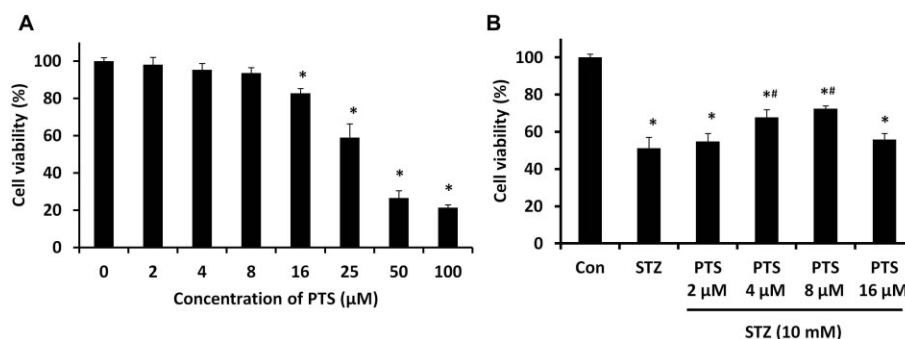 A
Cell viability (%)
120
100
80
60
40
20
0
* * * *
0 2 4 8 16 25 50 100
Concentration of PTS (µM)
B
Cell viability (%)
120
100
80
60
40
20
0
* * *# *# *
Con STZ PTS PTS PTS PTS
2 µM 4 µM 8 µM 16 µM
STZ (10 mM)